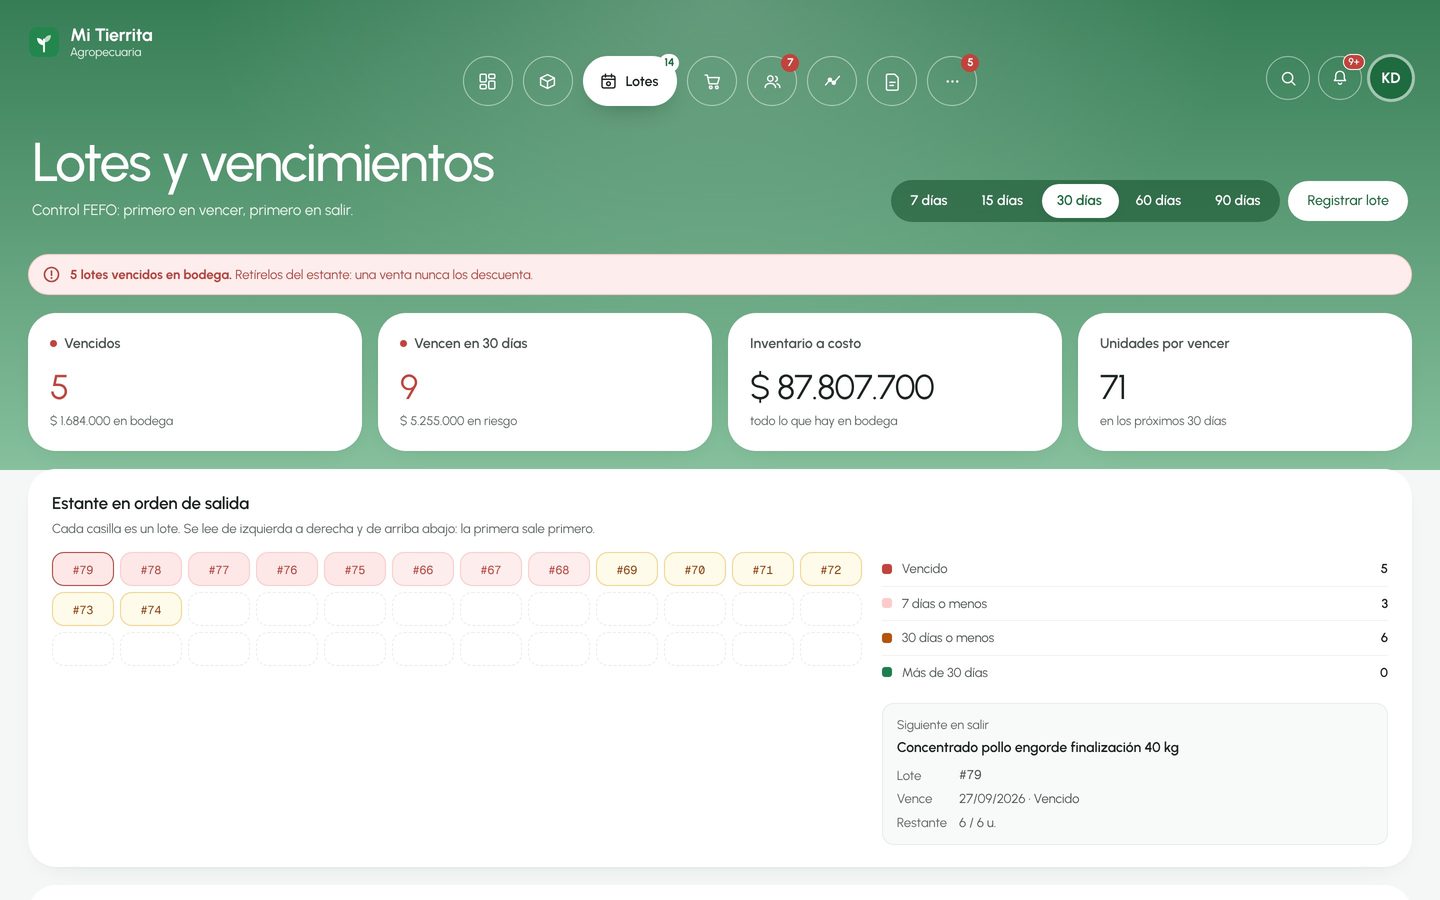 Mi Tierrita
Agropecuaria
Lotes
14
7
5
9+
KD
Lotes y vencimientos
Control FEFO: primero en vencer, primero en salir.
7 días
15 días
30 días
60 días
90 días
Registrar lote
5 lotes vencidos en bodega. Retírelos del estante: una venta nunca los descuenta.
Vencidos
5
$ 1.684.000 en bodega
Vencen en 30 días
9
$ 5.255.000 en riesgo
Inventario a costo
$ 87.807.700
todo lo que hay en bodega
Unidades por vencer
71
en los próximos 30 días
Estante en orden de salida
Cada casilla es un lote. Se lee de izquierda a derecha y de arriba abajo: la primera sale primero.
#79 #78 #77 #76 #75 #66 #67 #68 #69 #70 #71 #72
#73 #74
Vencido 5
7 días o menos 3
30 días o menos 6
Más de 30 días 0
Siguiente en salir
Concentrado pollo engorde finalización 40 kg
Lote #79
Vence 27/09/2026 · Vencido
Restante 6 / 6 u.